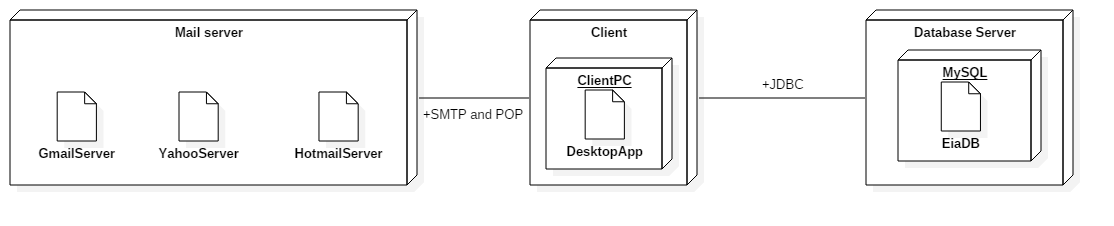 Mail server
GmailServer
YahooServer
HotmailServer
+SMTP and POP
Client
ClientPC
DesktopApp
+JDBC
Database Server
MySQL
EiaDB